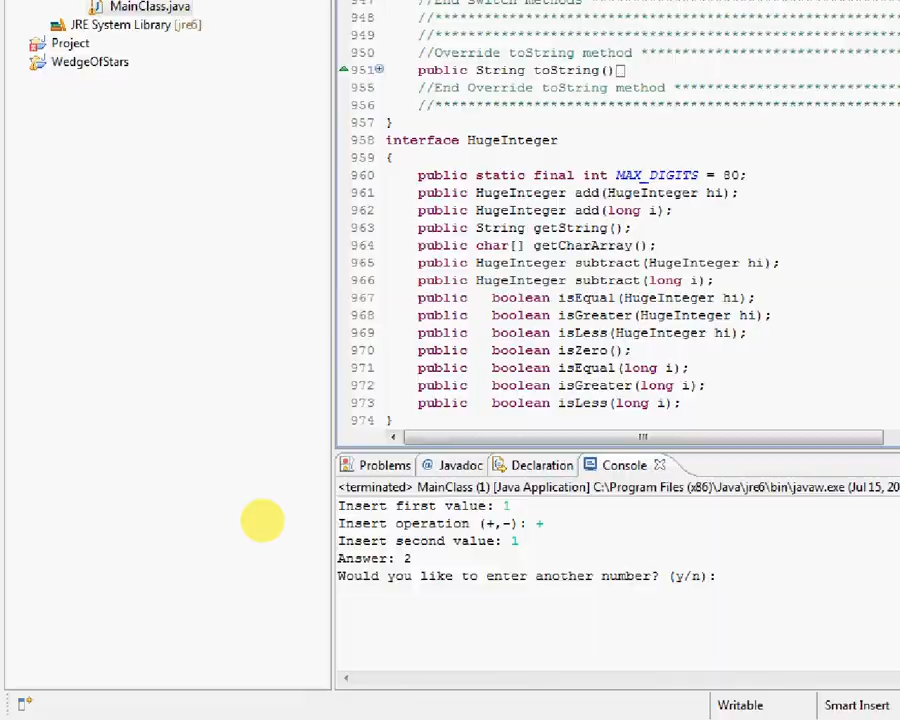 MainClass.java
JRE System Library [jre6]
Project
WedgeOfStars
947 //End Switch methods *****************************
948 //*********************************************
949 //*********************************************
950 //Override toString method ************************
951 public String toString()
955 //End Override toString method ********************
956 //*********************************************
957 }
958 interface HugeInteger
959 {
960 public static final int MAX_DIGITS = 80;
961 public HugeInteger add(HugeInteger hi);
962 public HugeInteger add(long i);
963 public String getString();
964 public char[] getCharArray();
965 public HugeInteger subtract(HugeInteger hi);
966 public HugeInteger subtract(long i);
967 public boolean isEqual(HugeInteger hi);
968 public boolean isGreater(HugeInteger hi);
969 public boolean isLess(HugeInteger hi);
970 public boolean isZero();
971 public boolean isEqual(long i);
972 public boolean isGreater(long i);
973 public boolean isLess(long i);
974 }
Problems @ Javadoc Declaration Console
<terminated> MainClass (1) [Java Application] C:\Program Files (x86)\Java\jre6\bin\javaw.exe (Jul 15, 20
Insert first value: 1
Insert operation (+,-): +
Insert second value: 1
Answer: 2
Would you like to enter another number? (y/n):
Writable Smart Insert